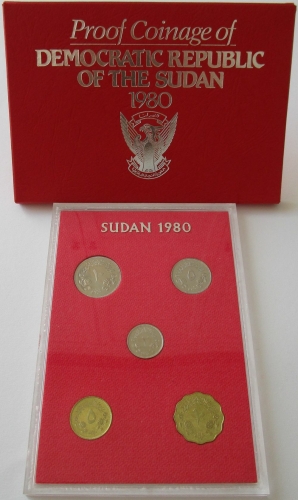 Proof Coinage of
DEMOCRATIC REPUBLIC
OF THE SUDAN
1980
SUDAN 1980